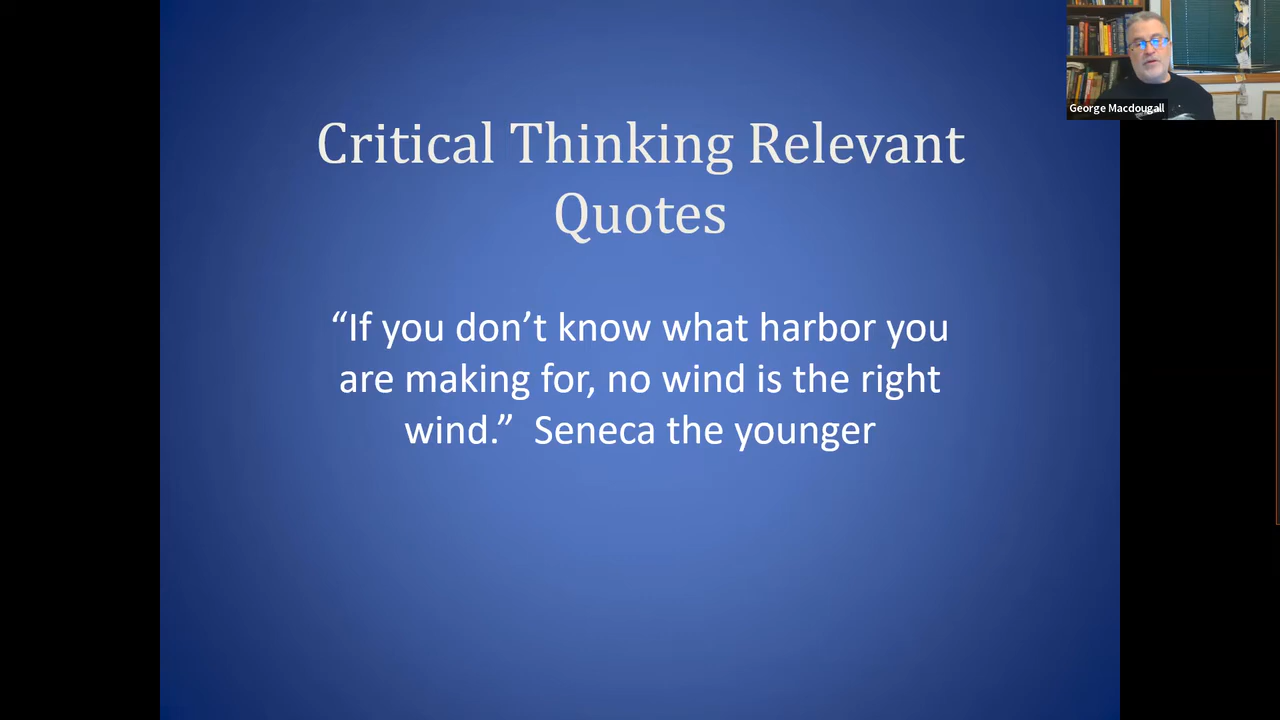 Critical Thinking Relevant
Quotes
“If you don’t know what harbor you
are making for, no wind is the right
wind.”  Seneca the younger
George Macdougall